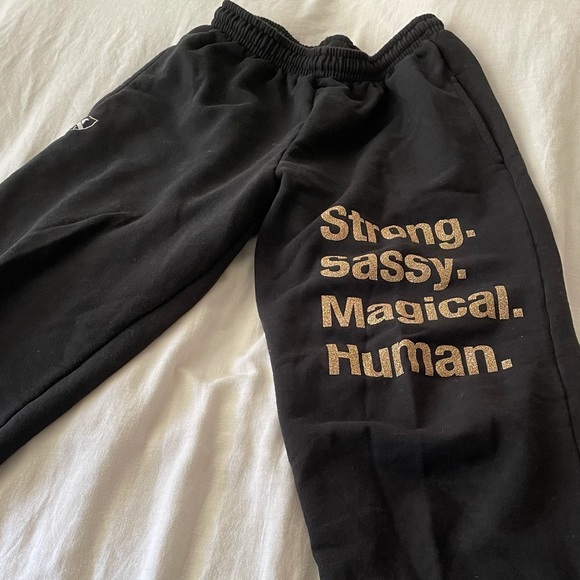 Strong.
sassy.
Magical.
Human.